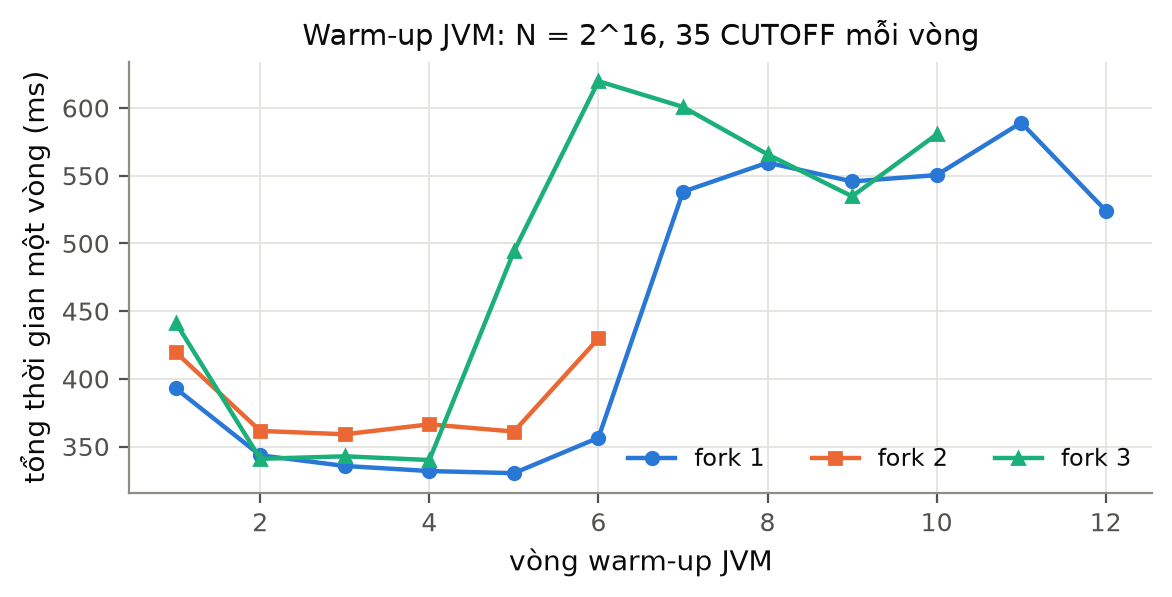 Warm-up JVM: N = 2^16, 35 CUTOFF mỗi vòng
tổng thời gian một vòng (ms)
600
550
500
450
400
350
fork 1
fork 2
fork 3
2
4
6
8
10
12
vòng warm-up JVM